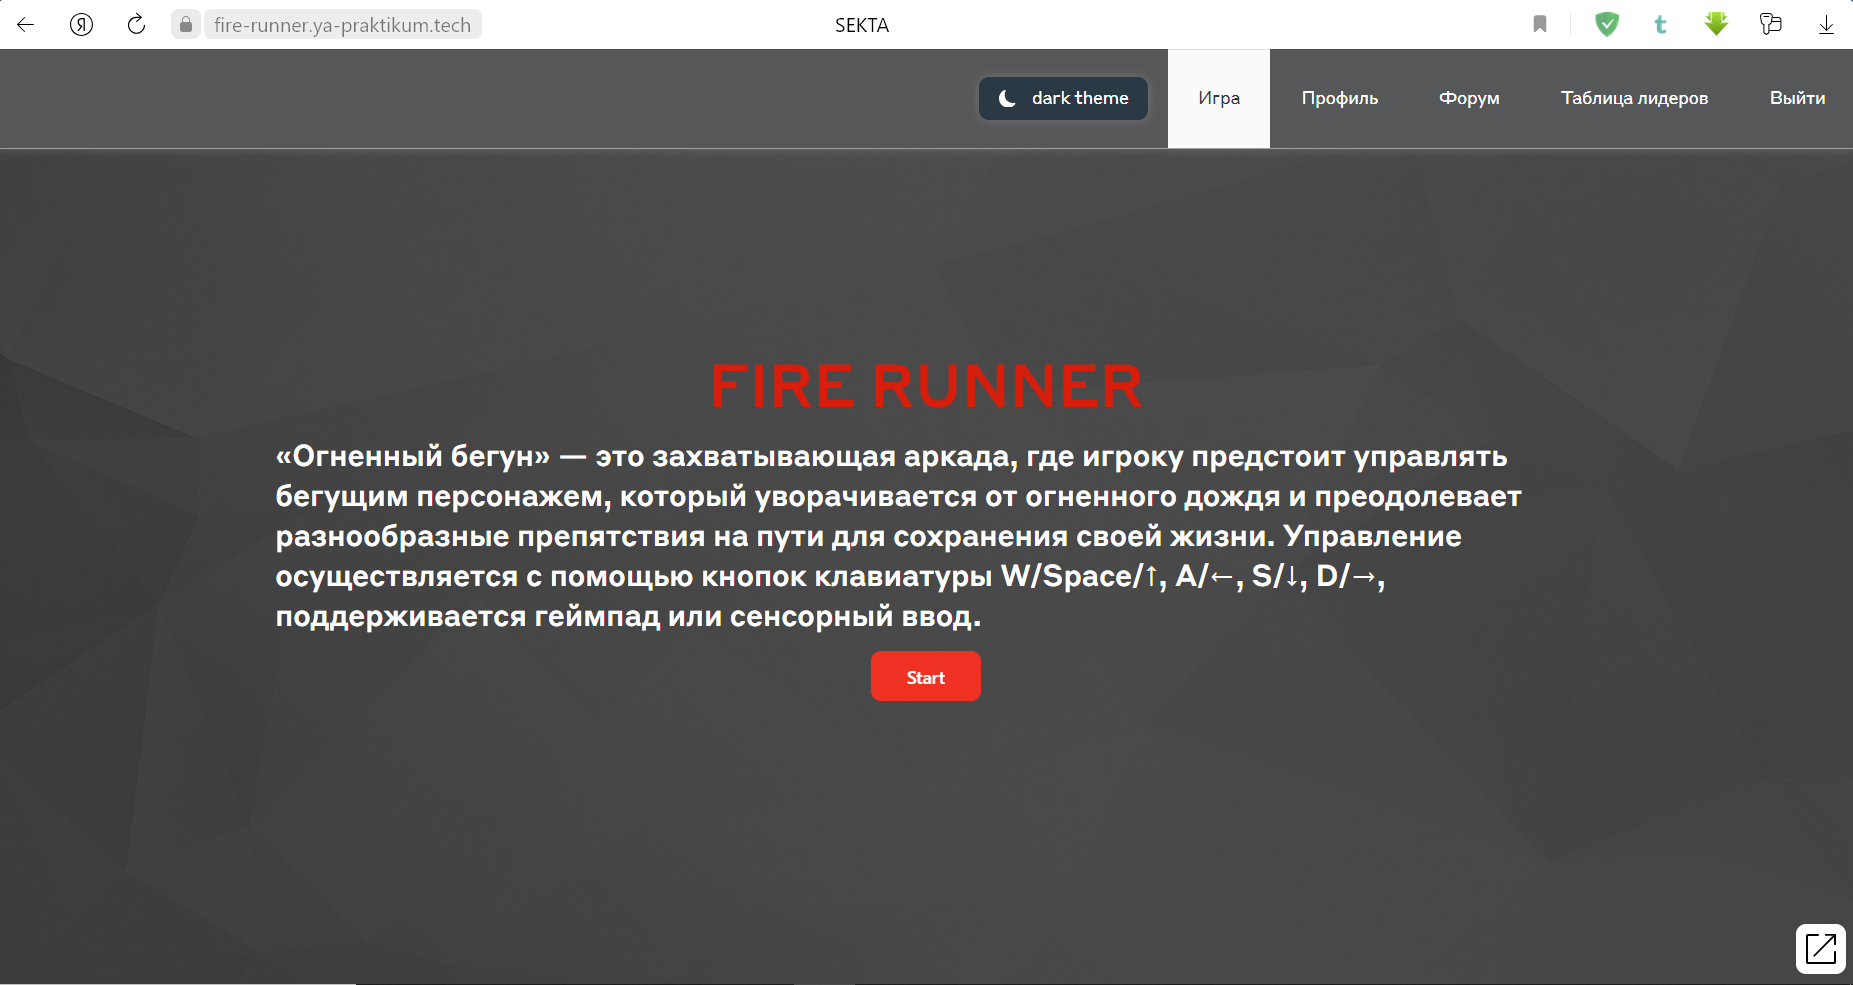 fire-runner.ya-praktikum.tech
SEKTA
dark theme
Игра
Профиль
Форум
Таблица лидеров
Выйти
FIRE RUNNER
«Огненный бегун» — это захватывающая аркада, где игроку предстоит управлять
бегущим персонажем, который уворачивается от огненного дождя и преодолевает
разнообразные препятствия на пути для сохранения своей жизни. Управление
осуществляется с помощью кнопок клавиатуры W/Space/↑, A/←, S/↓, D/→,
поддерживается геймпад или сенсорный ввод.
Start